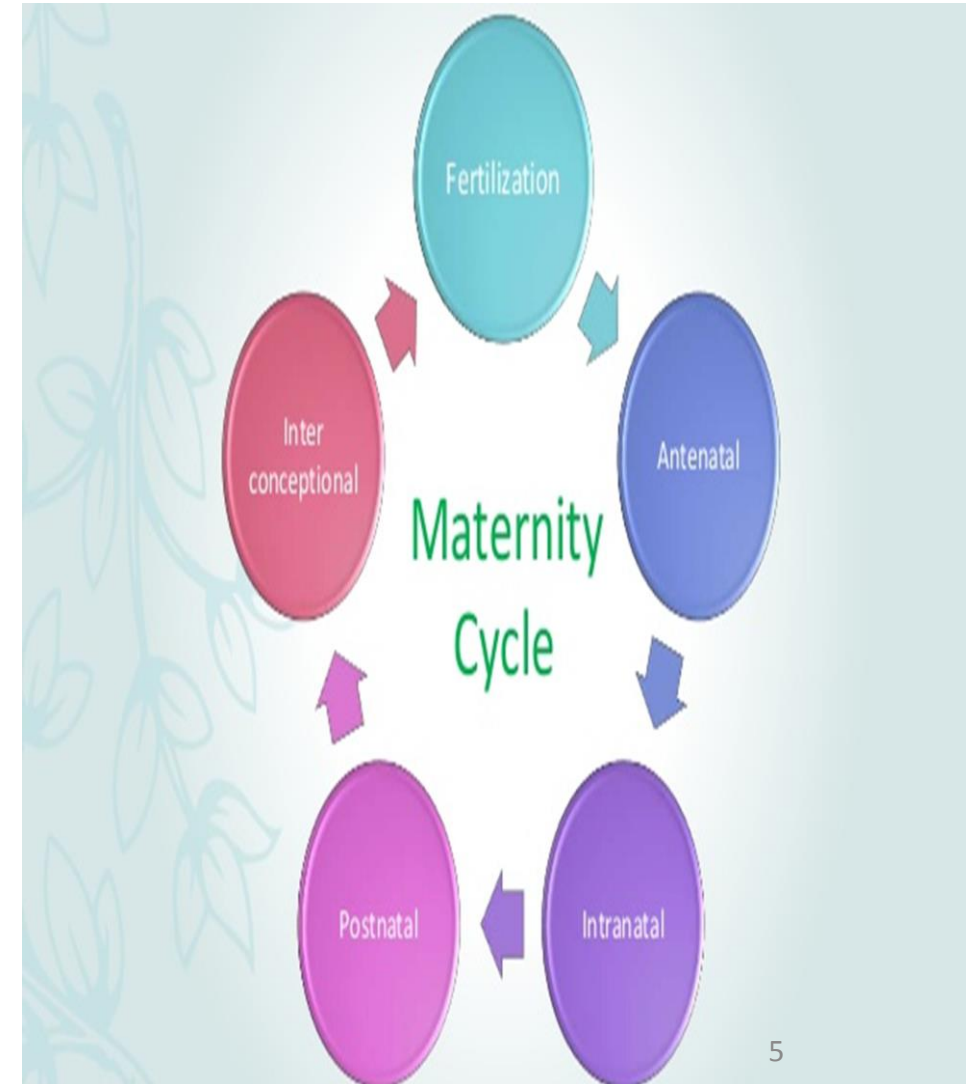 Fertilization
Antenatal
Intranatal
Postnatal
Inter
conceptional
Maternity
Cycle
5